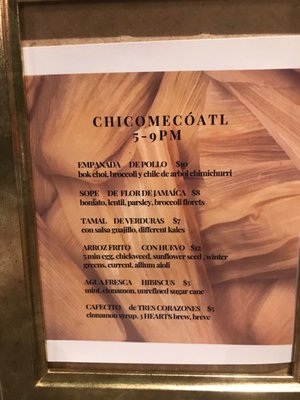 CHICOMECÓATL
5-9PM
EMPANADA DE POLLO $10
bok choi, broccoli y chile de arbol chimichurri
SOPE DE FLOR DE JAMAÍCA $8
boniato, lentil, parsley, broccoli florets
TAMAL DE VERDURAS $7
con salsa guajillo, different kales
ARROZ FRITO CON HUEVO $12
5 min egg, chickweed, sunflower seed , winter
greens, current, allium aioli
AGUA FRESCA HIBISCUS $5
mint, cinnamon, unrefined sugar cane
CAFECITO de TRES CORAZONES $5
cinnamon syrup, 3 HEARTS brew, breve